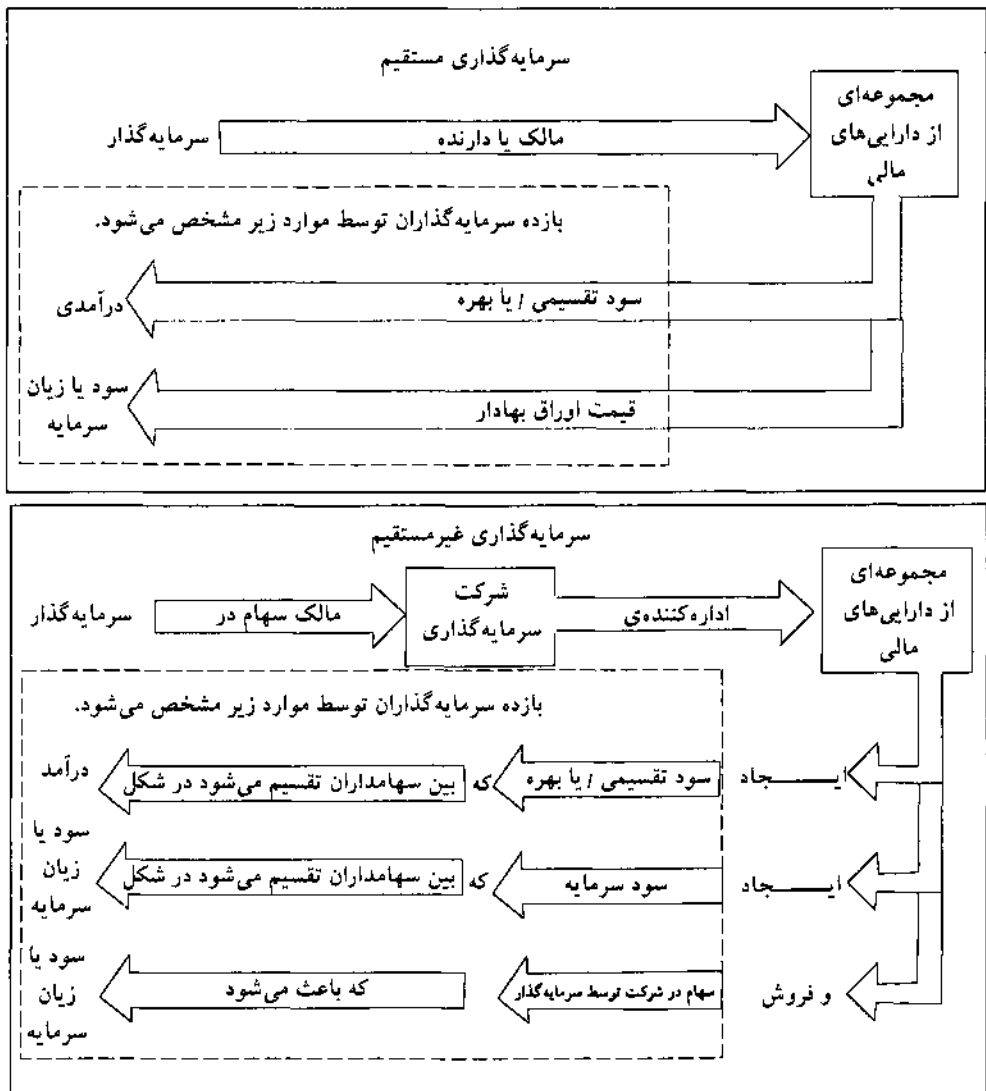 سرمایه‌گذاری مستقیم
مجموعه‌ای
از دارایی‌های
مالی
مالک یا دارنده
سرمایه‌گذار
بازده سرمایه‌گذاران توسط موارد زیر مشخص می‌شود.
سود تقسیمی / یا بهره
درآمدی
قیمت اوراق بهادار
سود یا زیان
سرمایه
سرمایه‌گذاری غیرمستقیم
مجموعه‌ای
از دارایی‌های
مالی
اداره‌کننده‌ی
شرکت
سرمایه‌گذاری
مالک سهام در
سرمایه‌گذار
بازده سرمایه‌گذاران توسط موارد زیر مشخص می‌شود.
ایـــــجاد
سود تقسیمی / یا بهره
که
بین سهامداران تقسیم می‌شود در شکل
درآمد
ایـــــجاد
سود سرمایه
که
بین سهامداران تقسیم می‌شود در شکل
سود یا
زیان
سرمایه
و فروش
سهام در شرکت توسط سرمایه‌گذار
که باعث می‌شود
سود یا
زیان
سرمایه